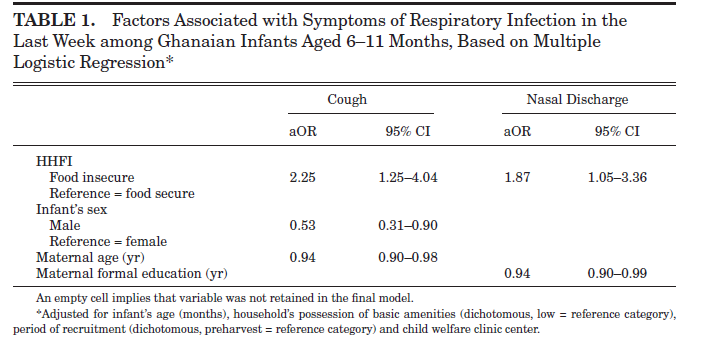 TABLE 1. Factors Associated with Symptoms of Respiratory Infection in the
Last Week among Ghanaian Infants Aged 6–11 Months, Based on Multiple
Logistic Regression*
Cough Nasal Discharge
aOR 95% CI aOR 95% CI
HHFI
Food insecure 2.25 1.25–4.04 1.87 1.05–3.36
Reference = food secure
Infant's sex
Male 0.53 0.31–0.90
Reference = female
Maternal age (yr) 0.94 0.90–0.98
Maternal formal education (yr) 0.94 0.90–0.99
An empty cell implies that variable was not retained in the final model.
*Adjusted for infant's age (months), household's possession of basic amenities (dichotomous, low = reference category),
period of recruitment (dichotomous, preharvest = reference category) and child welfare clinic center.